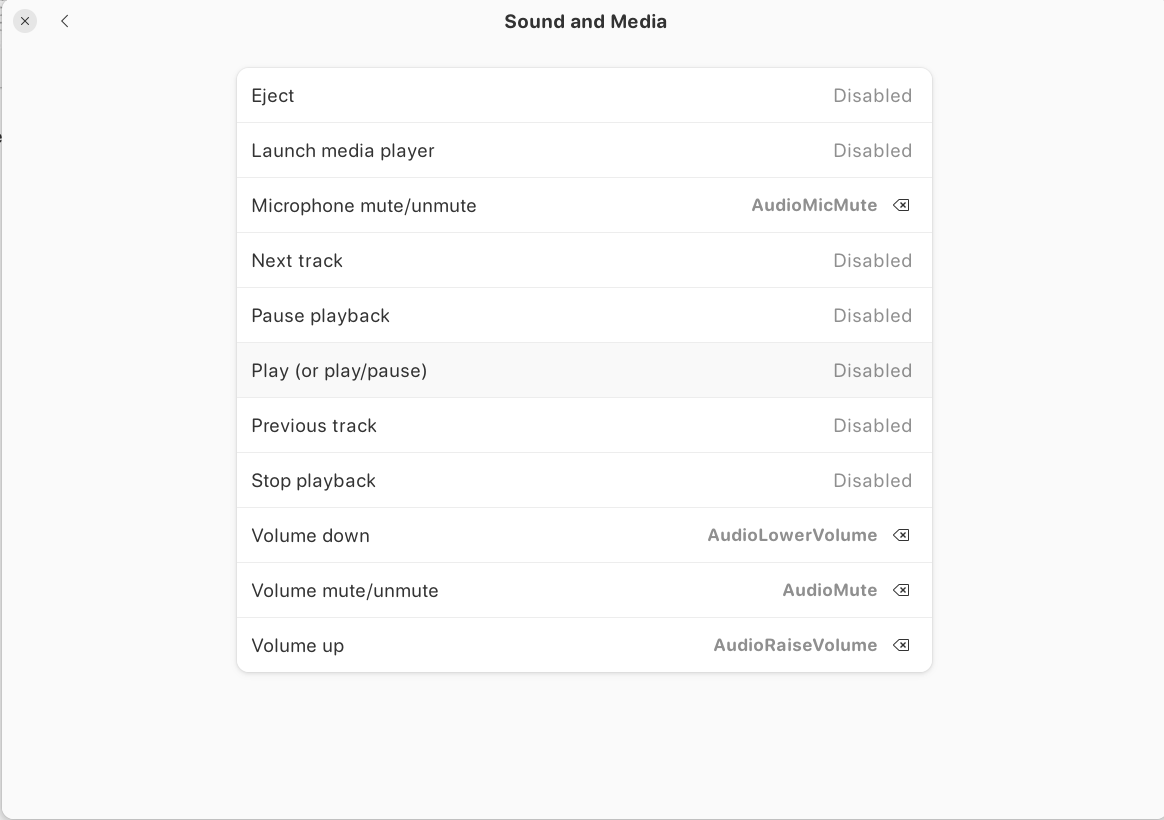 Sound and Media
Eject Disabled
Launch media player Disabled
Microphone mute/unmute AudioMicMute
Next track Disabled
Pause playback Disabled
Play (or play/pause) Disabled
Previous track Disabled
Stop playback Disabled
Volume down AudioLowerVolume
Volume mute/unmute AudioMute
Volume up AudioRaiseVolume